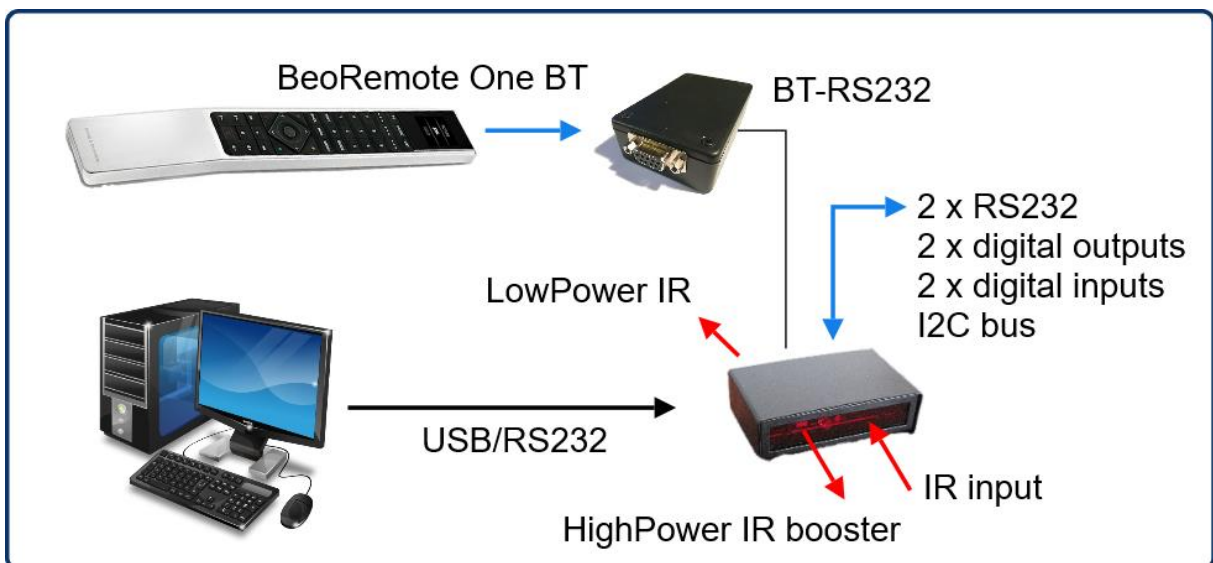 BeoRemote One BT
BT-RS232
2 x RS232
2 x digital outputs
2 x digital inputs
I2C bus
LowPower IR
USB/RS232
IR input
HighPower IR booster